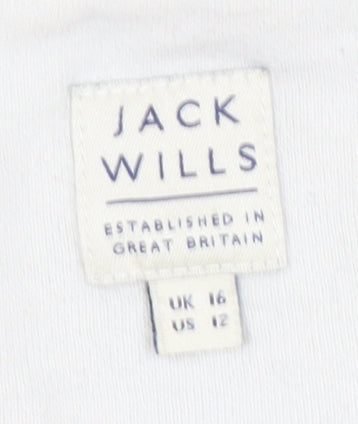 JACK
WILLS
ESTABLISHED IN
GREAT BRITAIN
UK 16
US 12